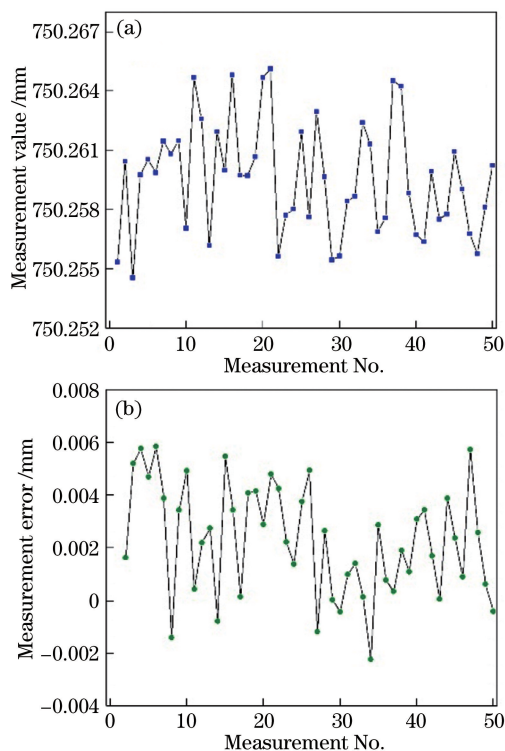 (a)
750.267
750.264
750.261
750.258
750.255
750.252
Measurement value /mm
0 10 20 30 40 50
Measurement No.
(b)
0.008
0.006
0.004
0.002
0
−0.002
−0.004
Measurement error /mm
0 10 20 30 40 50
Measurement No.